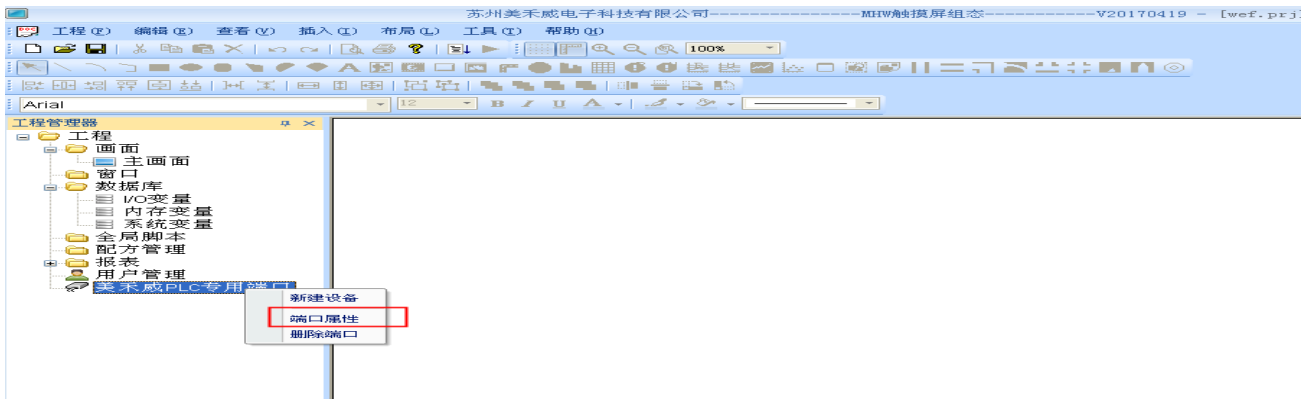 苏州美禾威电子科技有限公司----------------MHW触摸屏组态------------V20170419 - [wef.prj]
工程(P) 编辑(E) 查看(V) 插入(I) 布局(L) 工具(T) 帮助(H)
100%
Arial 12 B I U A
工程管理器
工程
画面
主画面
窗口
数据库
I/O变量
内存变量
系统变量
全局脚本
配方管理
报表
用户管理
美禾威PLC专用端口
新建设备
端口属性
删除端口